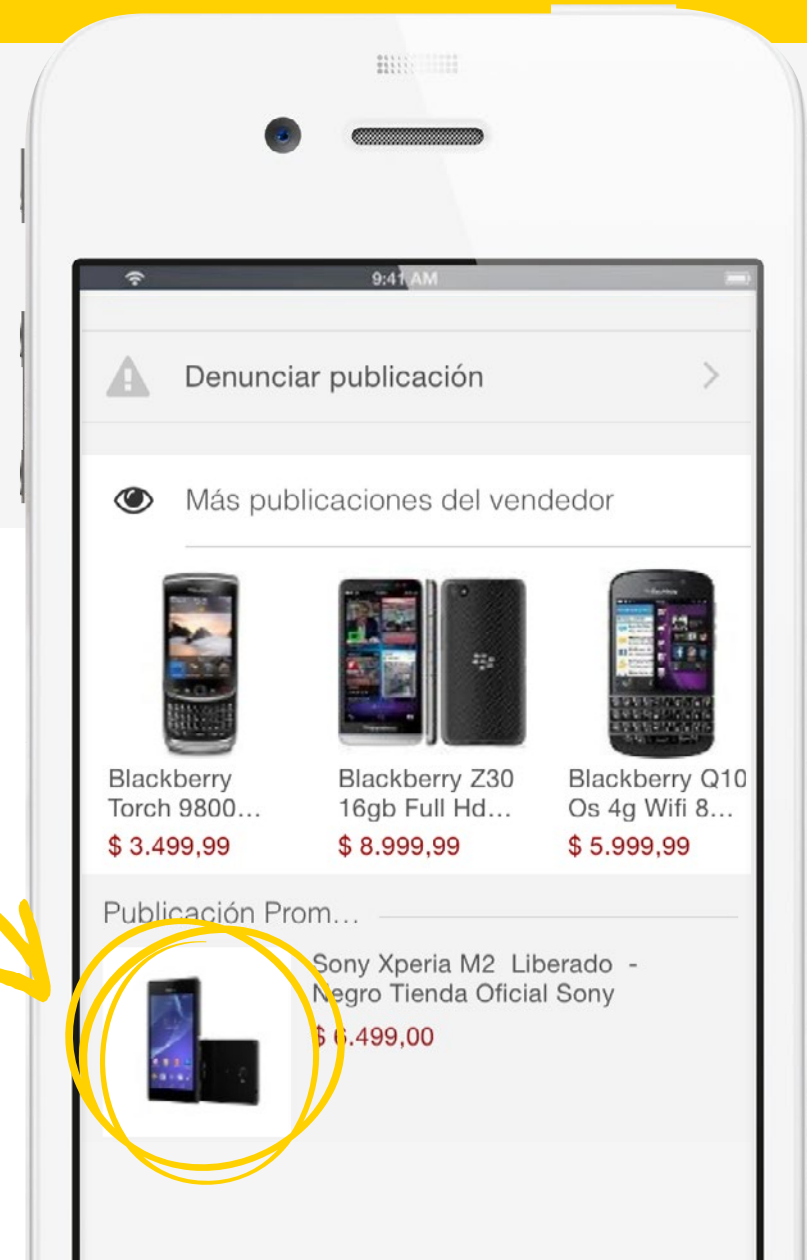 9:41 AM
Denunciar publicación
Más publicaciones del vendedor
Blackberry
Torch 9800...
$ 3.499,99
Blackberry Z30
16gb Full Hd...
$ 8.999,99
Blackberry Q10
Os 4g Wifi 8...
$ 5.999,99
Publicación Prom...
Sony Xperia M2 Liberado -
Negro Tienda Oficial Sony
$ 6.499,00